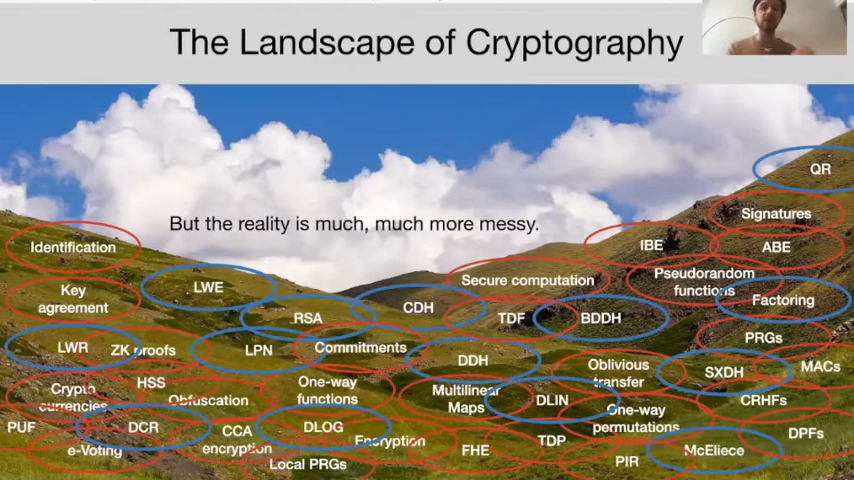 The Landscape of Cryptography
QR
Signatures
But the reality is much, much more messy.
Identification
IBE
ABE
Secure computation
Pseudorandom
functions
LWE
Key
agreement
Factoring
RSA
CDH
TDF
BDDH
PRGs
LWR
ZK proofs
LPN
Commitments
DDH
Oblivious
transfer
SXDH
MACs
Crypto
currencies
HSS
Obfuscation
One-way
functions
Multilinear
Maps
DLIN
CRHFs
One-way
permutations
PUF
DCR
CCA
encryption
DLOG
Encryption
TDP
DPFs
e-Voting
Local PRGs
FHE
PIR
McEliece